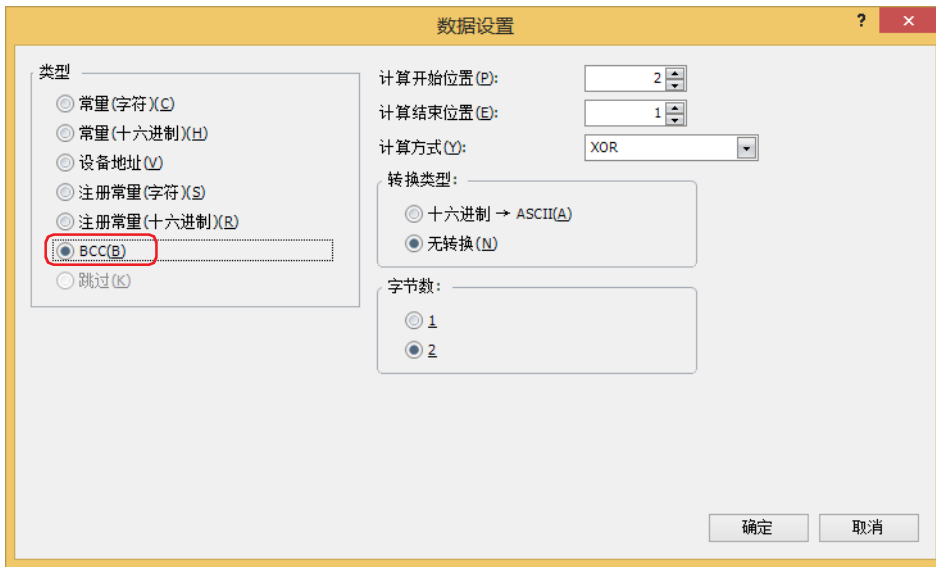 数据设置
?
×
类型
常量(字符)(C)
常量(十六进制)(H)
设备地址(V)
注册常量(字符)(S)
注册常量(十六进制)(R)
BCC(B)
跳过(K)
计算开始位置(P):
2
计算结束位置(E):
1
计算方式(Y):
XOR
转换类型:
十六进制 → ASCII(A)
无转换(N)
字节数:
1
2
确定
取消